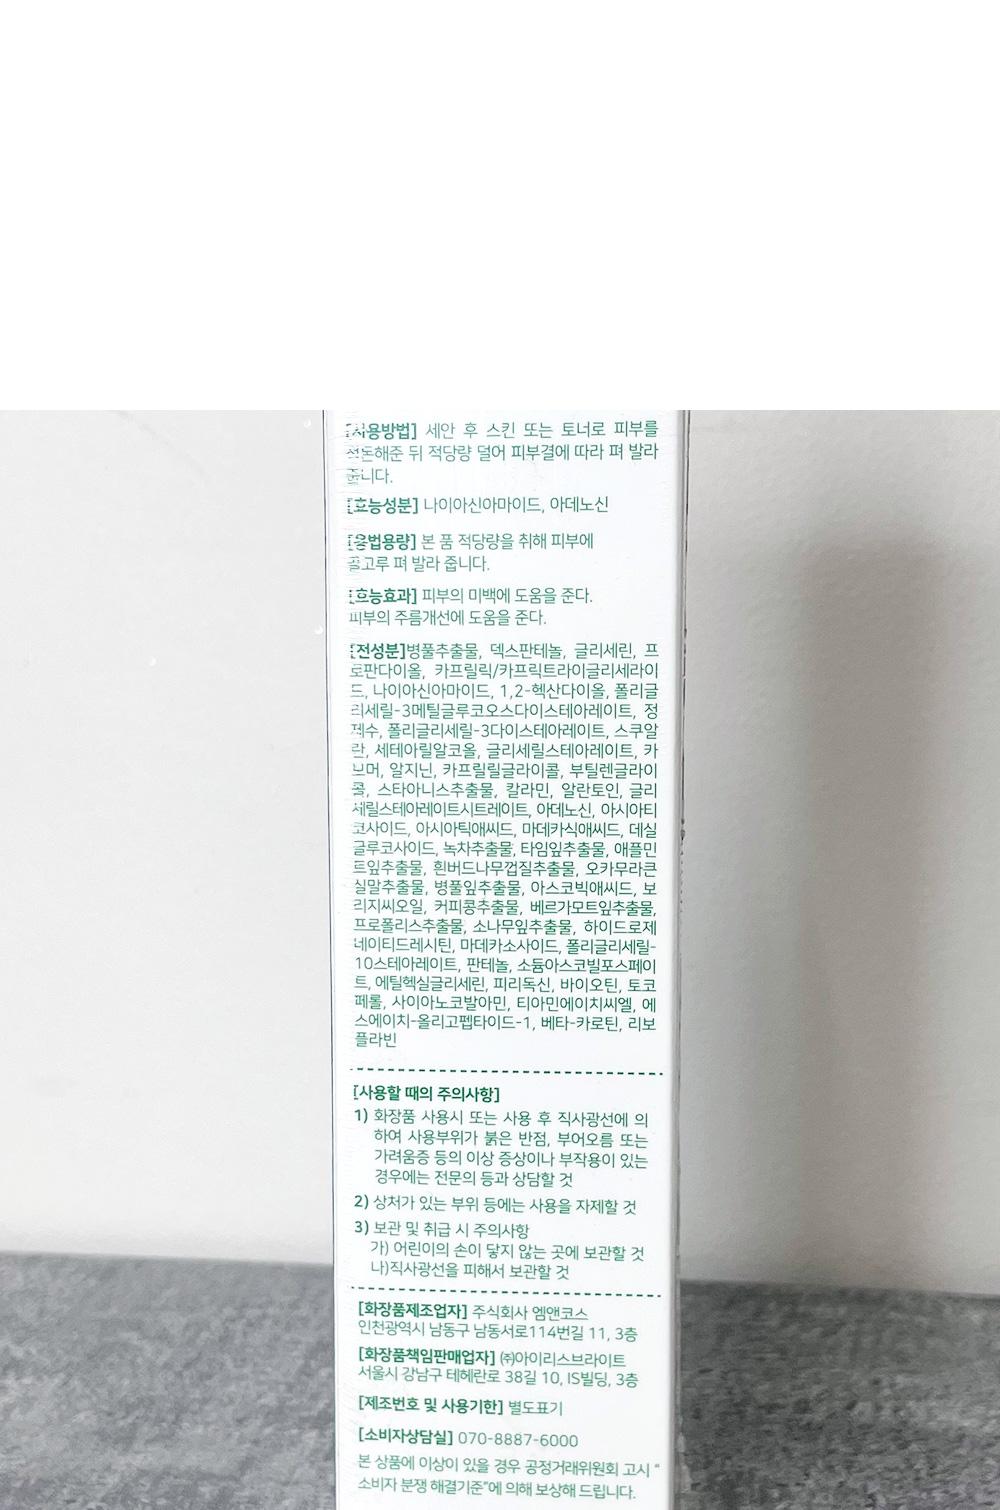 [사용방법] 세안 후 스킨 또는 토너로 피부를
정돈해준 뒤 적당량 덜어 피부결에 따라 펴 발라
줍니다.
[효능성분] 나이아신아마이드, 아데노신
[용법용량] 본 품 적당량을 취해 피부에
골고루 펴 발라 줍니다.
[효능효과] 피부의 미백에 도움을 준다.
피부의 주름개선에 도움을 준다.
[전성분]병풀추출물, 덱스판테놀, 글리세린, 프
로판다이올, 카프릴릭/카프릭트라이글리세라이
드, 나이아신아마이드, 1,2-헥산다이올, 폴리글
리세릴-3메틸글루코오스다이스테아레이트, 정
제수, 폴리글리세릴-3다이스테아레이트, 스쿠알
란, 세테아릴알코올, 글리세릴스테아레이트, 카
보머, 알지닌, 카프릴릴글라이콜, 부틸렌글라이
콜, 스타아니스추출물, 칼라민, 알란토인, 글리
세릴스테아레이트시트레이트, 아데노신, 아시아티
코사이드, 아시아틱애씨드, 마데카식애씨드, 데실
글루코사이드, 녹차추출물, 타임잎추출물, 애플민
트잎추출물, 흰버드나무껍질추출물, 오카무라큰
실말추출물, 병풀잎추출물, 아스코빅애씨드, 보
리지씨오일, 커피콩추출물, 베르가모트잎추출물,
프로폴리스추출물, 소나무잎추출물, 하이드로제
네이티드레시틴, 마데카소사이드, 폴리글리세릴-
10스테아레이트, 판테놀, 소듐아스코빌포스페이
트, 에틸헥실글리세린, 피리독신, 바이오틴, 토코
페롤, 사이아노코발아민, 티아민에이치씨엘, 에
스에이치-올리고펩타이드-1, 베타-카로틴, 리보
플라빈
[사용할 때의 주의사항]
1) 화장품 사용시 또는 사용 후 직사광선에 의
하여 사용부위가 붉은 반점, 부어오름 또는
가려움증 등의 이상 증상이나 부작용이 있는
경우에는 전문의 등과 상담할 것
2) 상처가 있는 부위 등에는 사용을 자제할 것
3) 보관 및 취급 시 주의사항
가) 어린이의 손이 닿지 않는 곳에 보관할 것
나)직사광선을 피해서 보관할 것
[화장품제조업자] 주식회사 엠앤코스
인천광역시 남동구 남동서로114번길 11, 3층
[화장품책임판매업자] ㈜아이리스브라이트
서울시 강남구 테헤란로 38길 10, IS빌딩, 3층
[제조번호 및 사용기한] 별도표기
[소비자상담실] 070-8887-6000
본 상품에 이상이 있을 경우 공정거래위원회 고시 “
소비자 분쟁 해결기준”에 의해 보상해 드립니다.